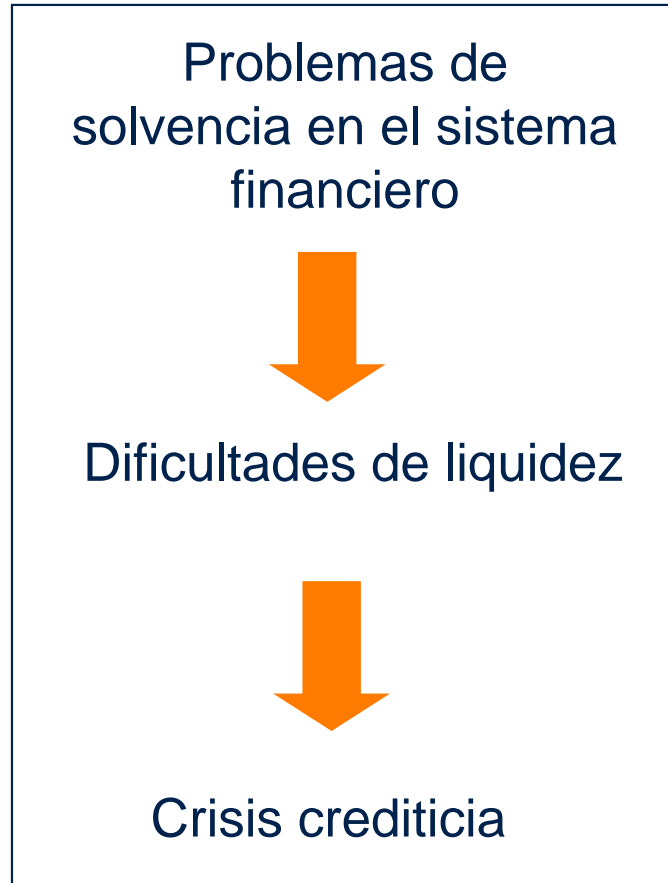 Problemas de
solvencia en el sistema
financiero
Dificultades de liquidez
Crisis crediticia